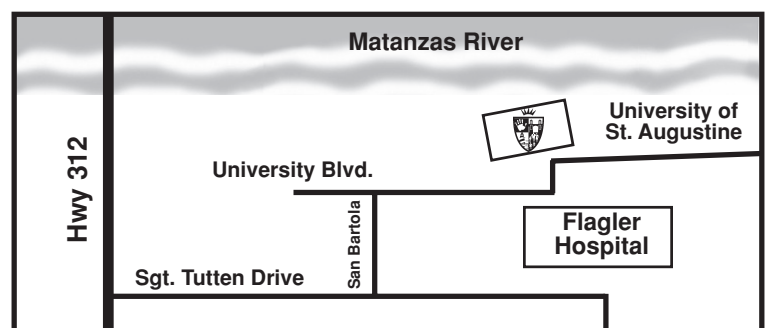 Matanzas River
University of
St. Augustine
Hwy 312
University Blvd.
San Bartola
Flagler
Hospital
Sgt. Tutten Drive